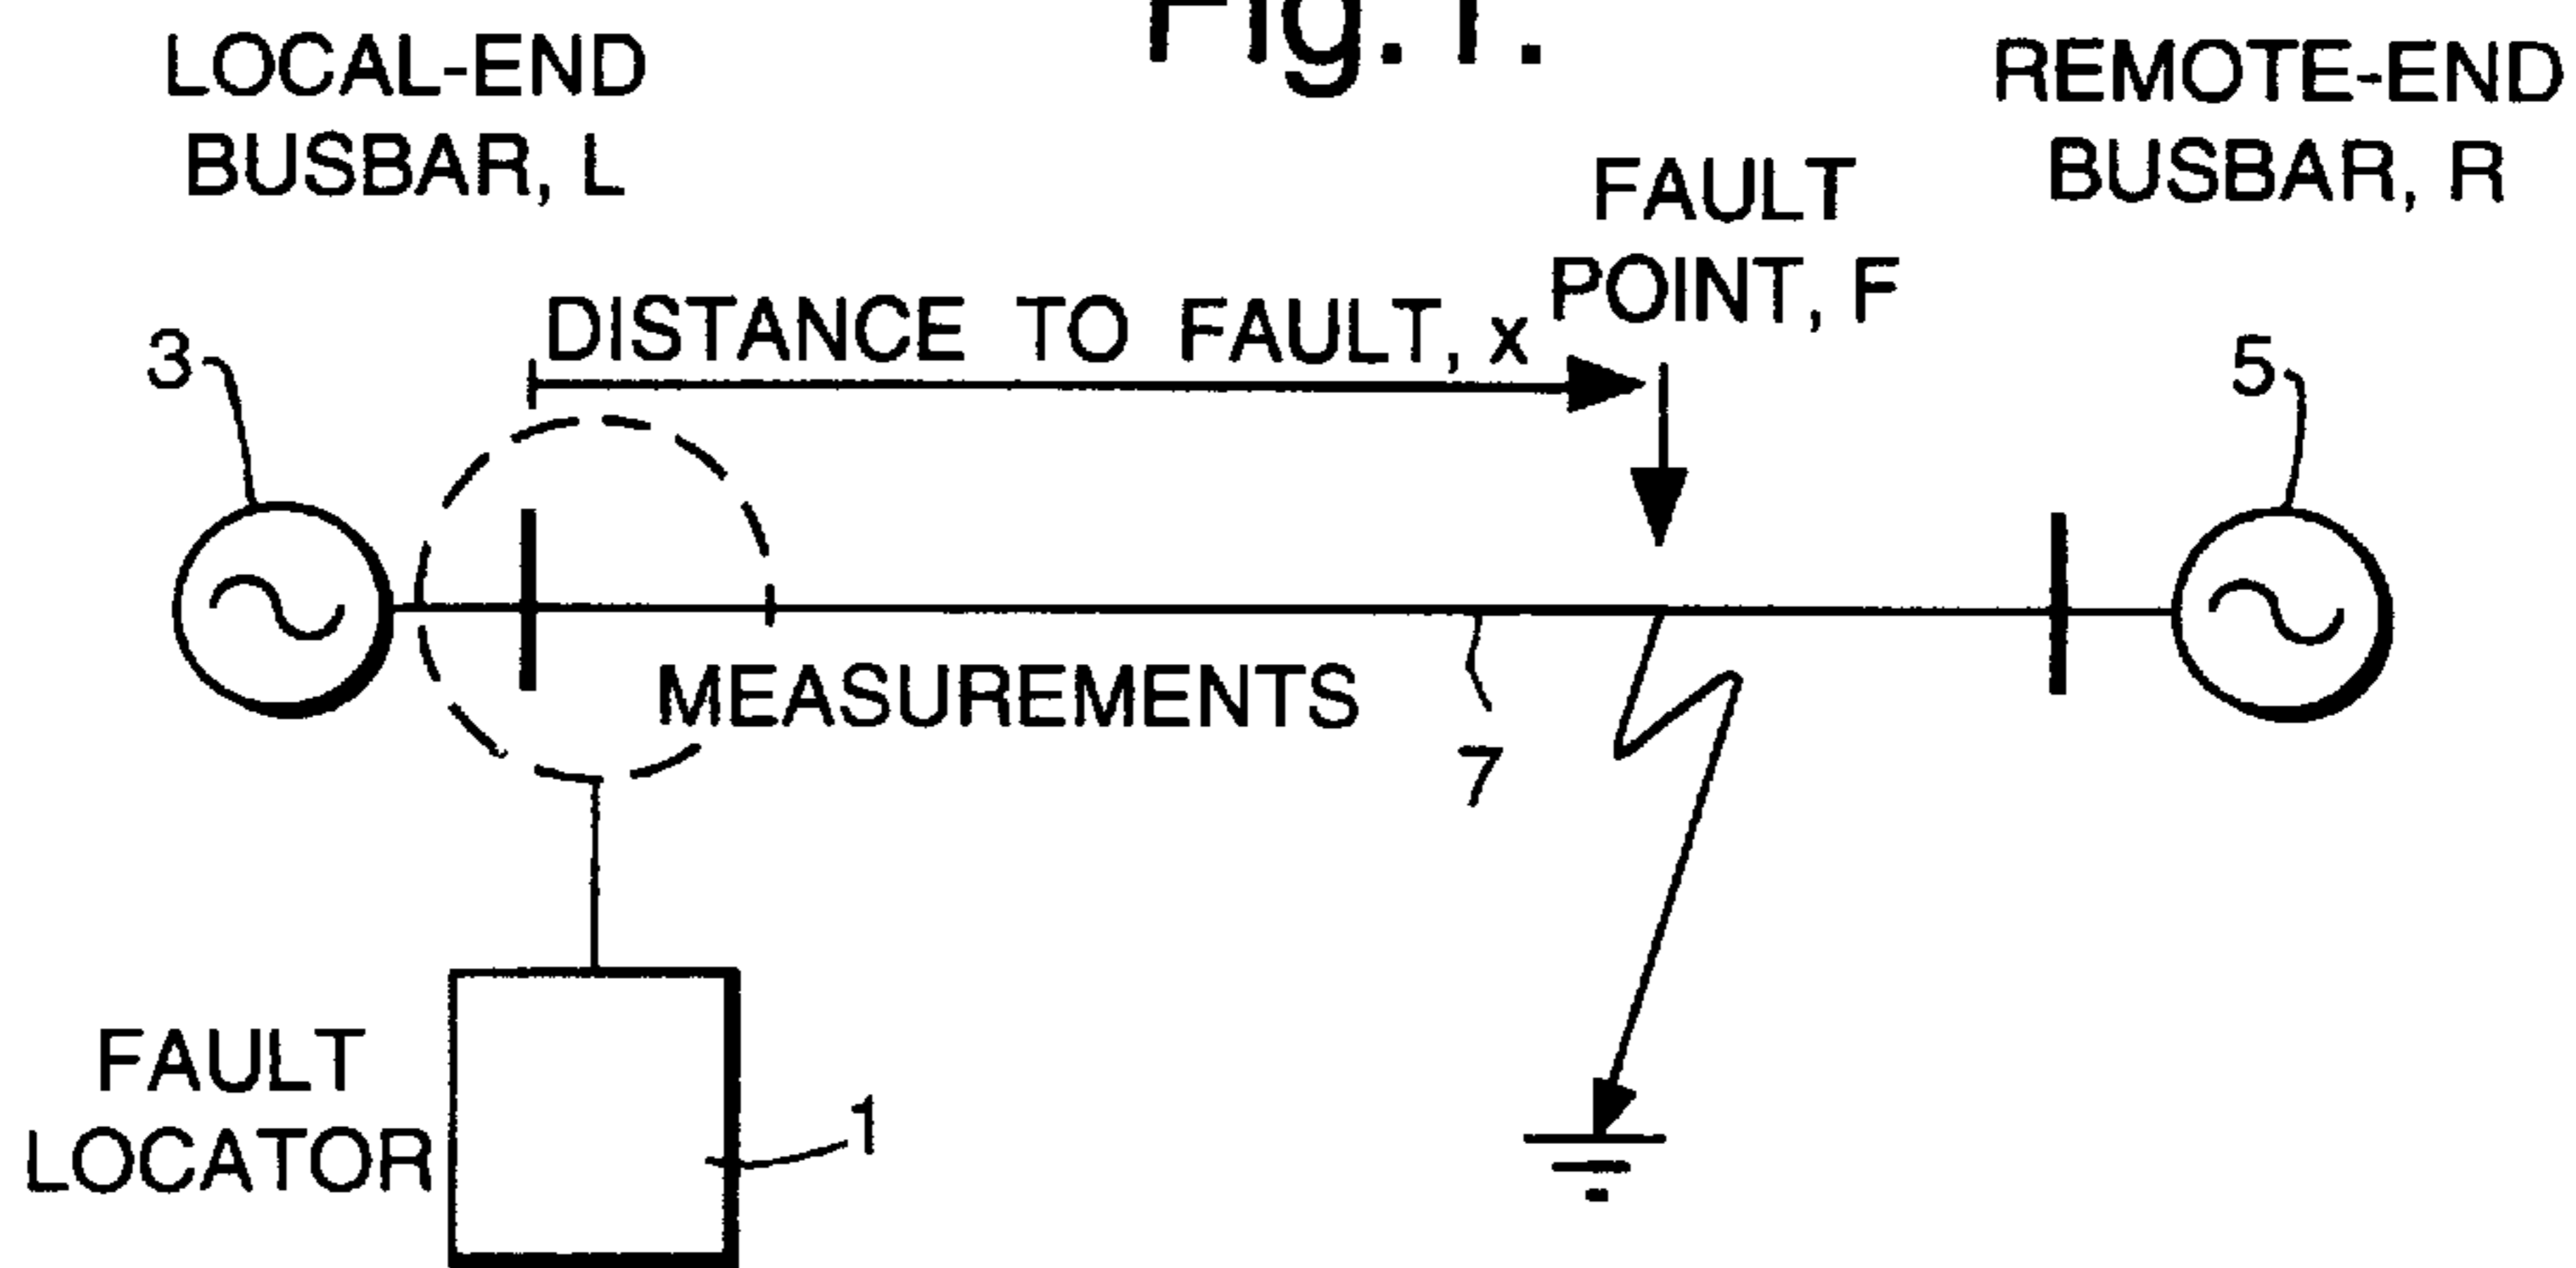 Fig.1.
LOCAL-END
BUSBAR, L
REMOTE-END
BUSBAR, R
FAULT
POINT, F
DISTANCE TO FAULT, x
3
5
MEASUREMENTS
7
FAULT
LOCATOR
1